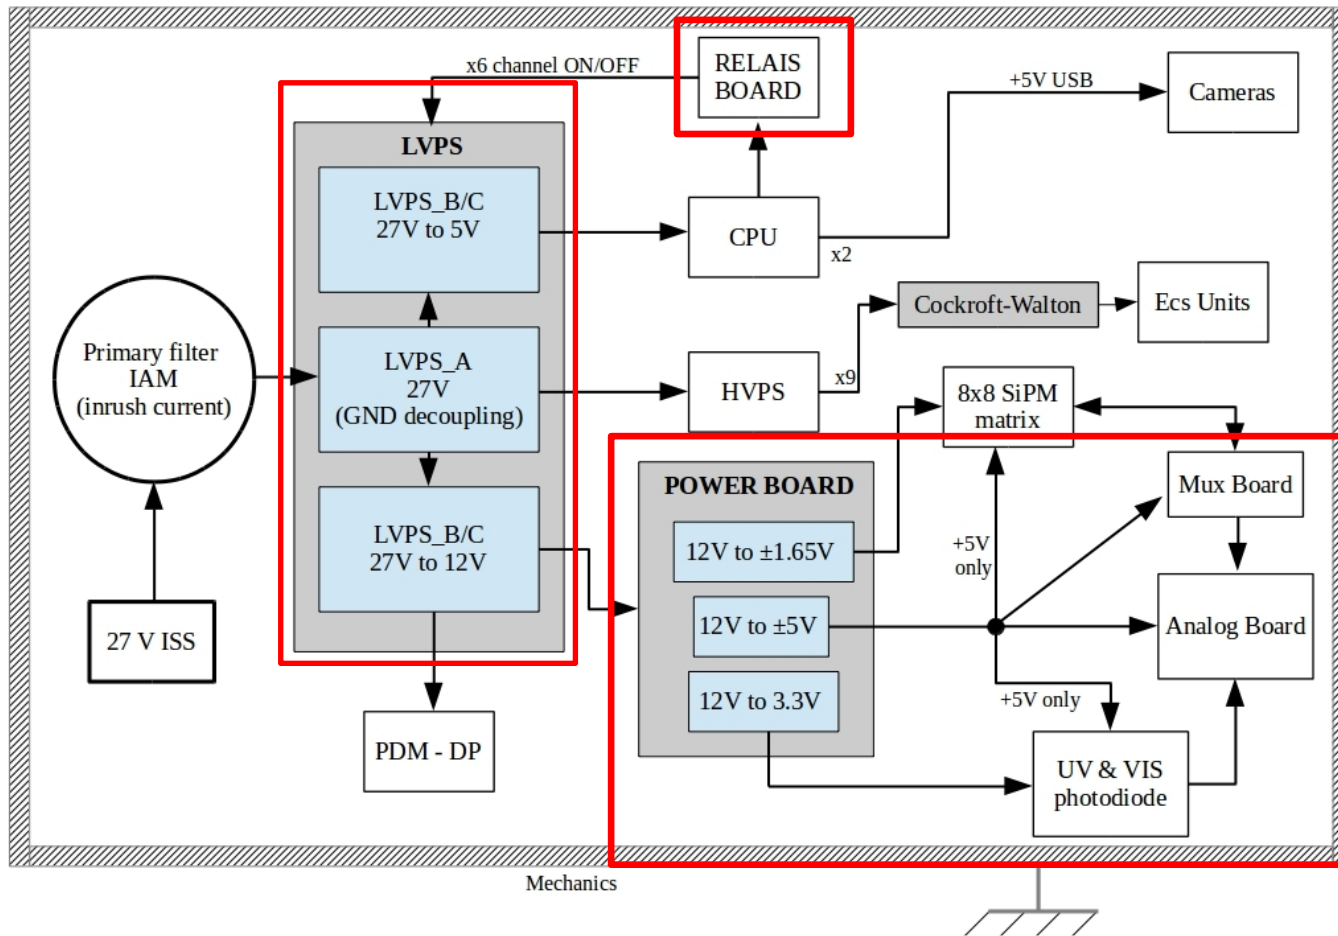 x6 channel ON/OFF
RELAIS
BOARD
+5V USB
Cameras
LVPS
LVPS_B/C
27V to 5V
CPU
x2
Cockroft-Walton
Ecs Units
Primary filter
IAM
(inrush current)
LVPS_A
27V
(GND decoupling)
HVPS
x9
8x8 SiPM
matrix
POWER BOARD
Mux Board
LVPS_B/C
27V to 12V
12V to ±1.65V
+5V
only
27 V ISS
12V to ±5V
Analog Board
12V to 3.3V
+5V only
PDM - DP
UV & VIS
photodiode
Mechanics